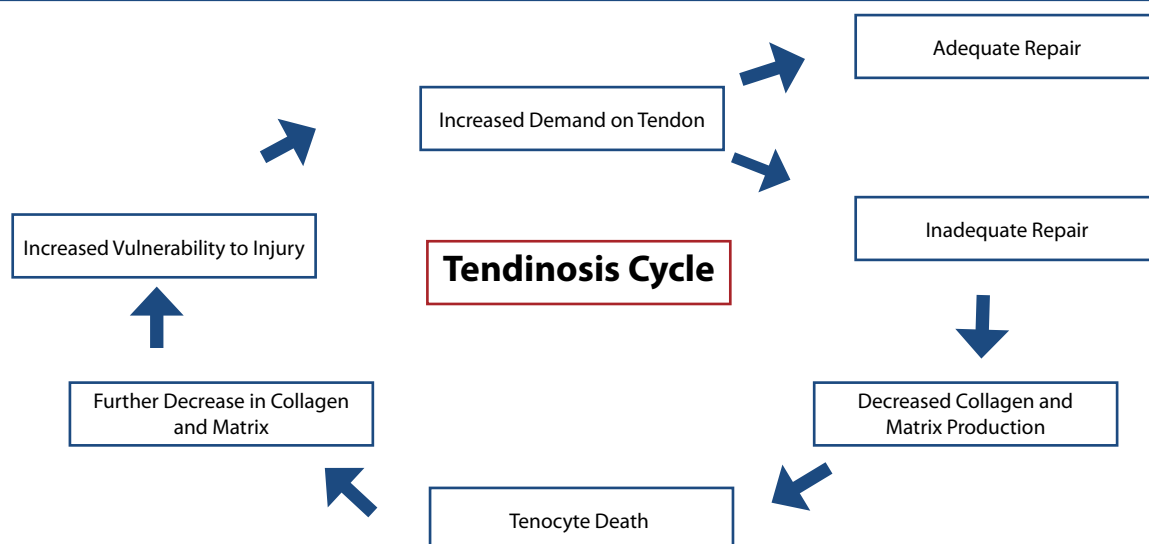 Adequate Repair
Increased Demand on Tendon
Inadequate Repair
Increased Vulnerability to Injury
Tendinosis Cycle
Further Decrease in Collagen
and Matrix
Decreased Collagen and
Matrix Production
Tenocyte Death